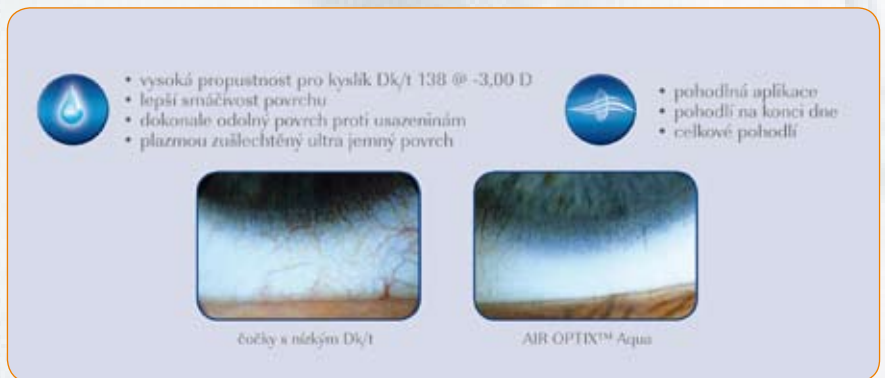 • vysoká propustnost pro kyslík Dk/t 138 @ -3,00 D
• lepší smáčivost povrchu
• dokonale odolný povrch proti usazeninám
• plazmou zušlechtěný ultra jemný povrch
• pohodlná aplikace
• pohodlí na konci dne
• celkové pohodlí
čočky s nízkým Dk/t
AIR OPTIX™ Aqua